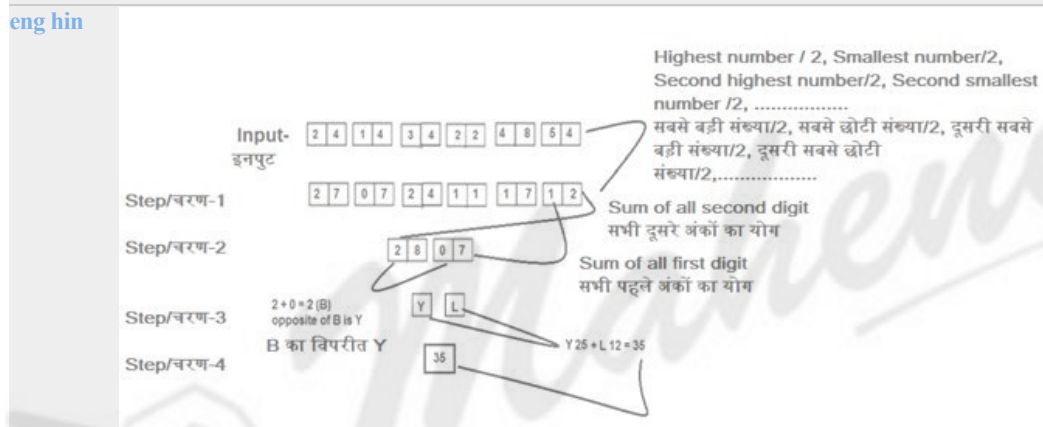 eng hin
Highest number / 2, Smallest number/2,
Second highest number/2, Second smallest
number /2, .................
सबसे बड़ी संख्या/2, सबसे छोटी संख्या/2, दूसरी सबसे
बड़ी संख्या/2, दूसरी सबसे छोटी
संख्या/2,..................
Input- 2 4 1 4 3 4 2 2 4 8 5 4
इनपुट
Step/चरण-1 2 7 0 7 2 4 1 1 1 7 1 2
Sum of all second digit
सभी दूसरे अंकों का योग
Step/चरण-2 2 8 0 7
Sum of all first digit
सभी पहले अंकों का योग
Step/चरण-3 2 + 0 = 2 (B) Y L
opposite of B is Y
B का विपरीत Y
Y 25 + L 12 = 35
Step/चरण-4 35
Mahen